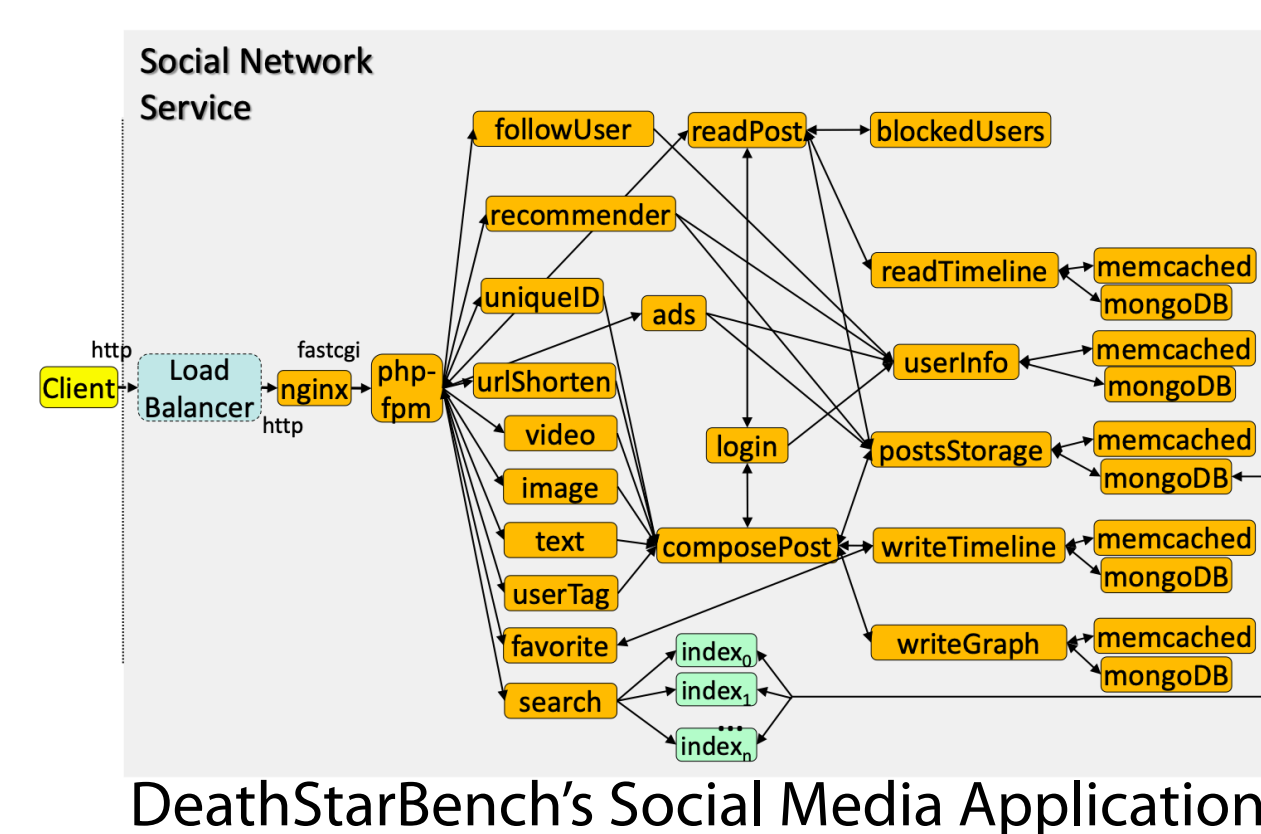 Social Network
Service
followUser
readPost
blockedUsers
recommender
readTimeline
memcached
mongoDB
uniqueID
ads
http
fastcgi
userInfo
memcached
mongoDB
Client
Load
Balancer
http
nginx
php-
fpm
urlShorten
video
login
postsStorage
memcached
mongoDB
image
text
composePost
writeTimeline
memcached
mongoDB
userTag
favorite
index0
writeGraph
memcached
mongoDB
search
index1
...
indexn
DeathStarBench’s Social Media Application